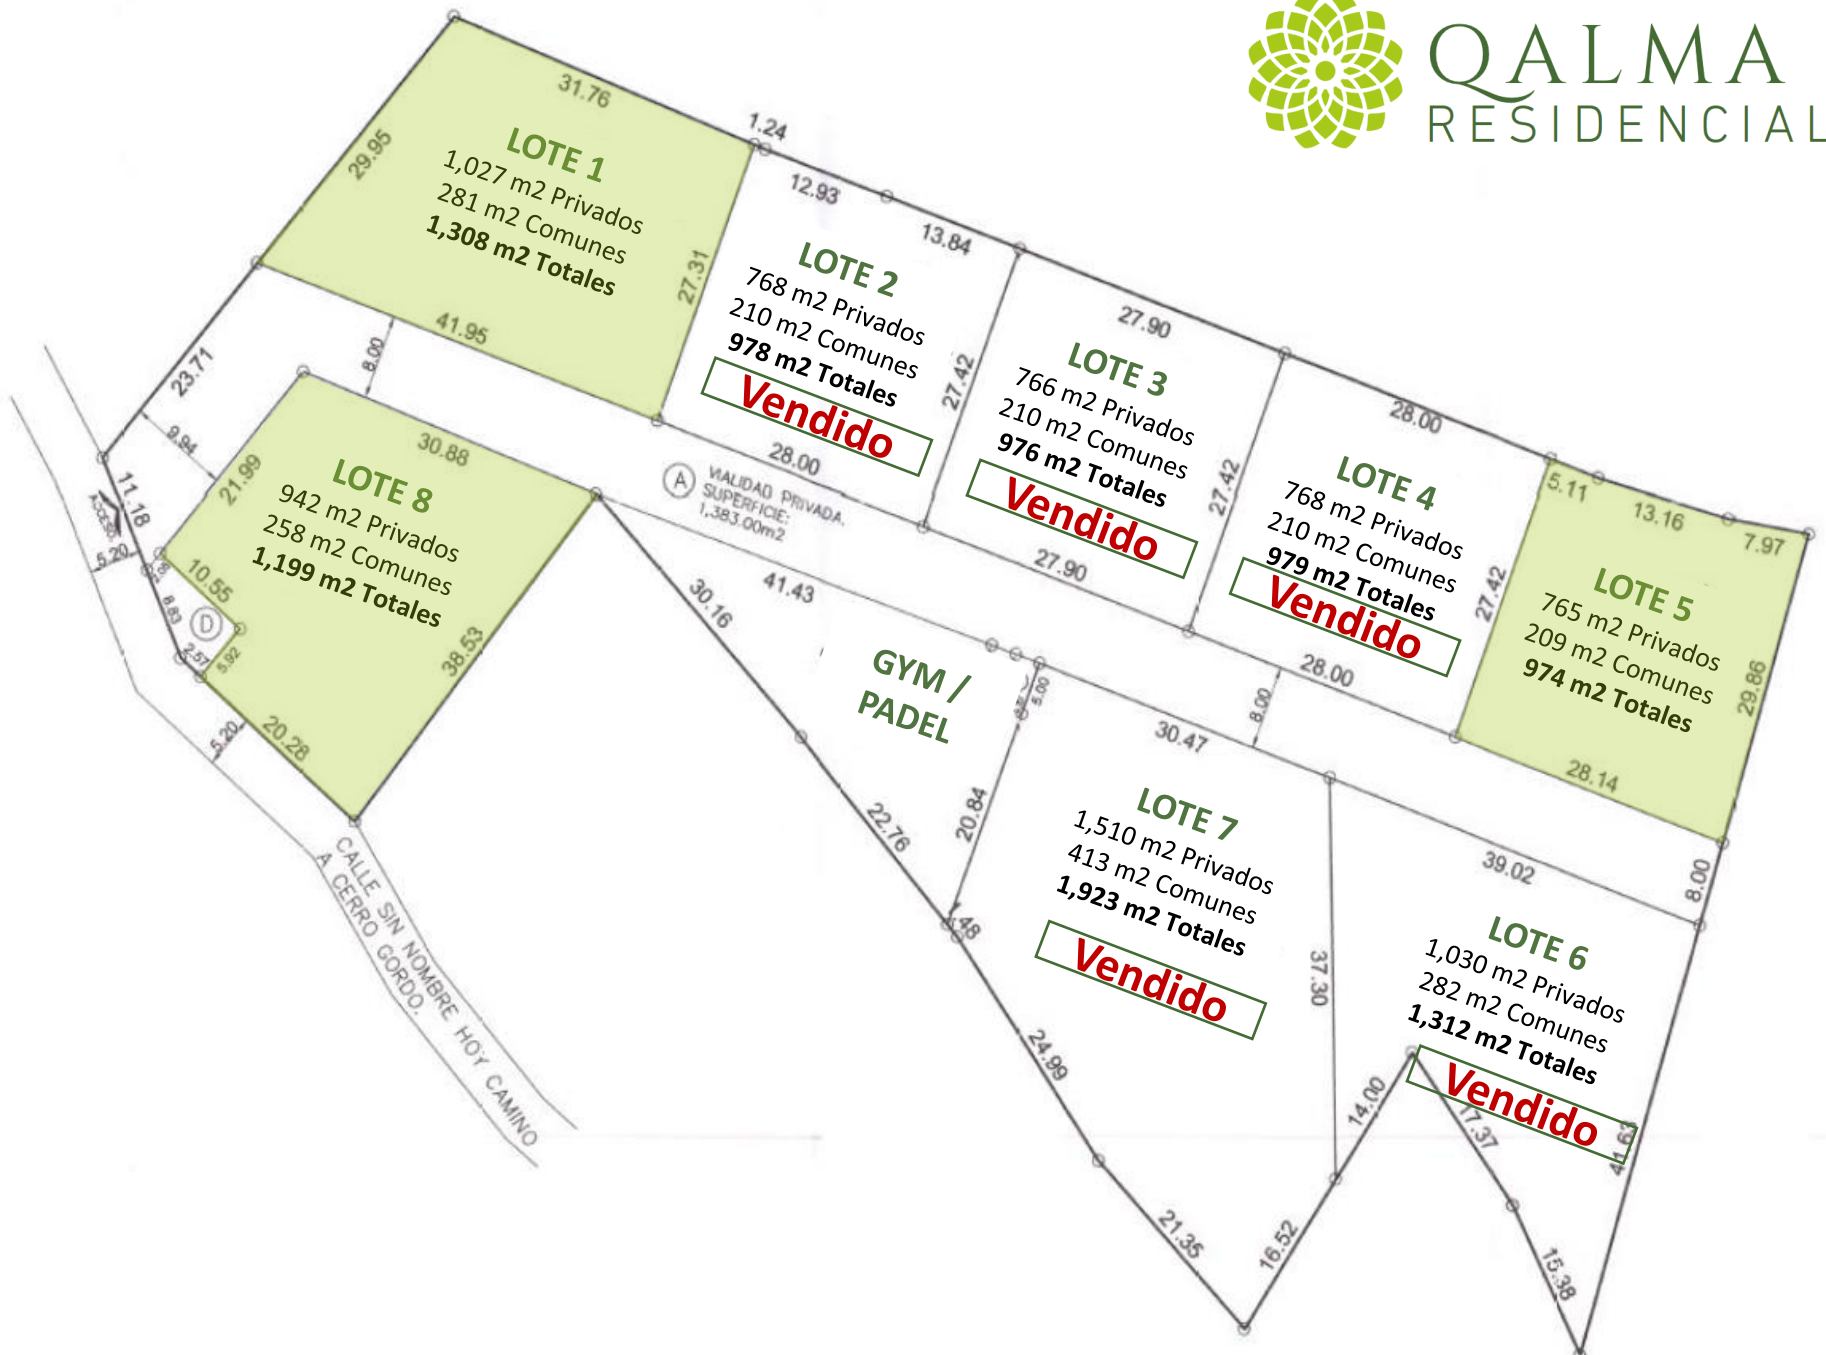 QALMA
RESIDENCIAL
31.76
1.24
29.95
LOTE 1
1,027 m2 Privados
281 m2 Comunes
1,308 m2 Totales
27.31
41.95
12.93
13.84
LOTE 2
768 m2 Privados
210 m2 Comunes
978 m2 Totales
Vendido
27.42
28.00
27.90
LOTE 3
766 m2 Privados
210 m2 Comunes
976 m2 Totales
Vendido
27.42
27.90
28.00
LOTE 4
768 m2 Privados
210 m2 Comunes
979 m2 Totales
Vendido
27.42
28.00
5.11
13.16
7.97
LOTE 5
765 m2 Privados
209 m2 Comunes
974 m2 Totales
29.86
28.14
8.00
23.71
8.00
9.94
21.99
30.88
LOTE 8
942 m2 Privados
258 m2 Comunes
1,199 m2 Totales
11.18
ACCESO
5.20
10.55
8.83
D
2.57
5.92
38.53
5.20
20.28
A
VIALIDAD PRIVADA.
SUPERFICIE:
1,383.00m2
41.43
30.16
GYM /
PADEL
5.00
22.76
20.84
.48
30.47
8.00
LOTE 7
1,510 m2 Privados
413 m2 Comunes
1,923 m2 Totales
Vendido
37.30
24.99
21.35
16.52
14.00
39.02
LOTE 6
1,030 m2 Privados
282 m2 Comunes
1,312 m2 Totales
Vendido
17.37
41.63
15.38
CALLE SIN NOMBRE HOY CAMINO
A CERRO GORDO.